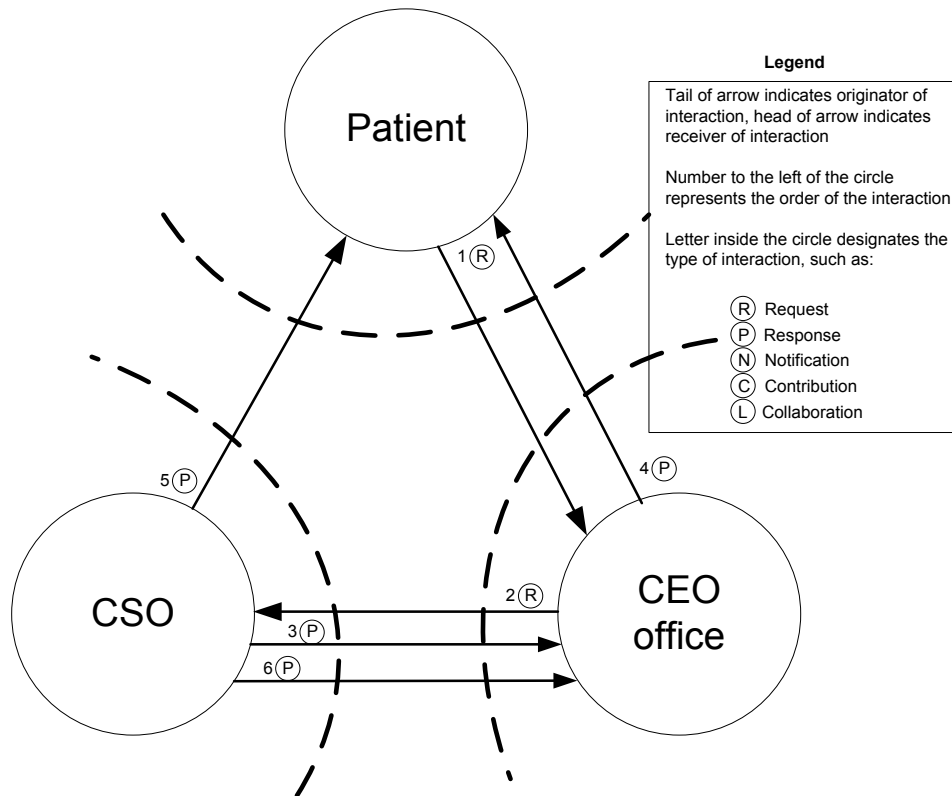 Patient
Legend
Tail of arrow indicates originator of
interaction, head of arrow indicates
receiver of interaction
Number to the left of the circle
represents the order of the interaction
Letter inside the circle designates the
type of interaction, such as:
R Request
P Response
N Notification
C Contribution
L Collaboration
1 R
4 P
5 P
CSO
2 R
3 P
6 P
CEO
office